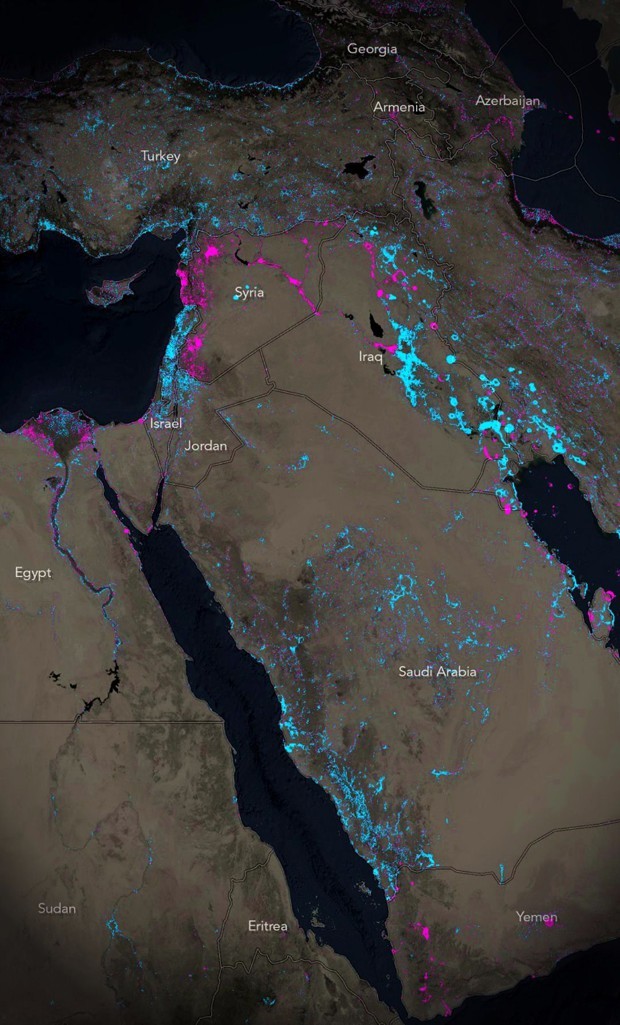 Georgia
Armenia
Azerbaijan
Turkey
Syria
Iraq
Israel
Jordan
Egypt
Saudi Arabia
Sudan
Eritrea
Yemen